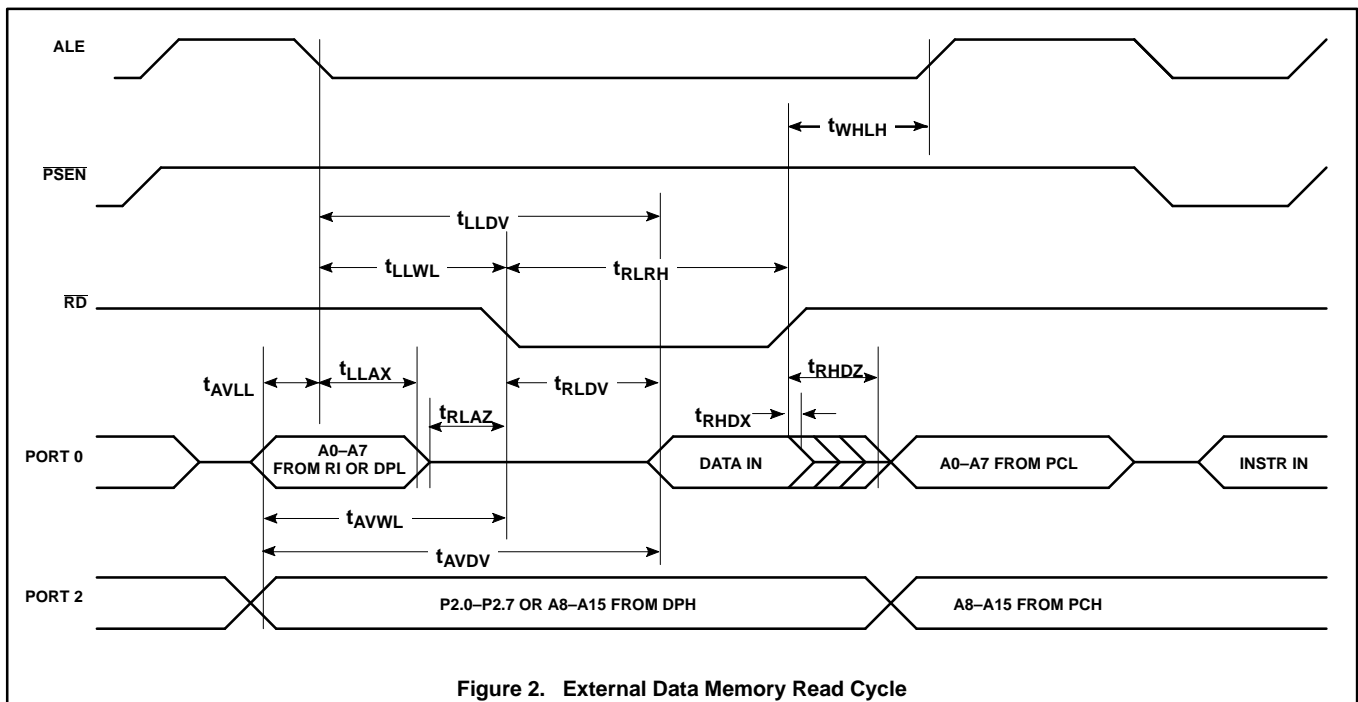 ALE
tWHLH
PSEN
tLLDV
tLLWL
tRLRH
RD
tAVLL
tLLAX
tRLAZ
tRLDV
tRHDZ
tRHDX
PORT 0
A0–A7
FROM RI OR DPL
DATA IN
A0–A7 FROM PCL
INSTR IN
tAVWL
tAVDV
PORT 2
P2.0–P2.7 OR A8–A15 FROM DPH
A8–A15 FROM PCH
Figure 2. External Data Memory Read Cycle